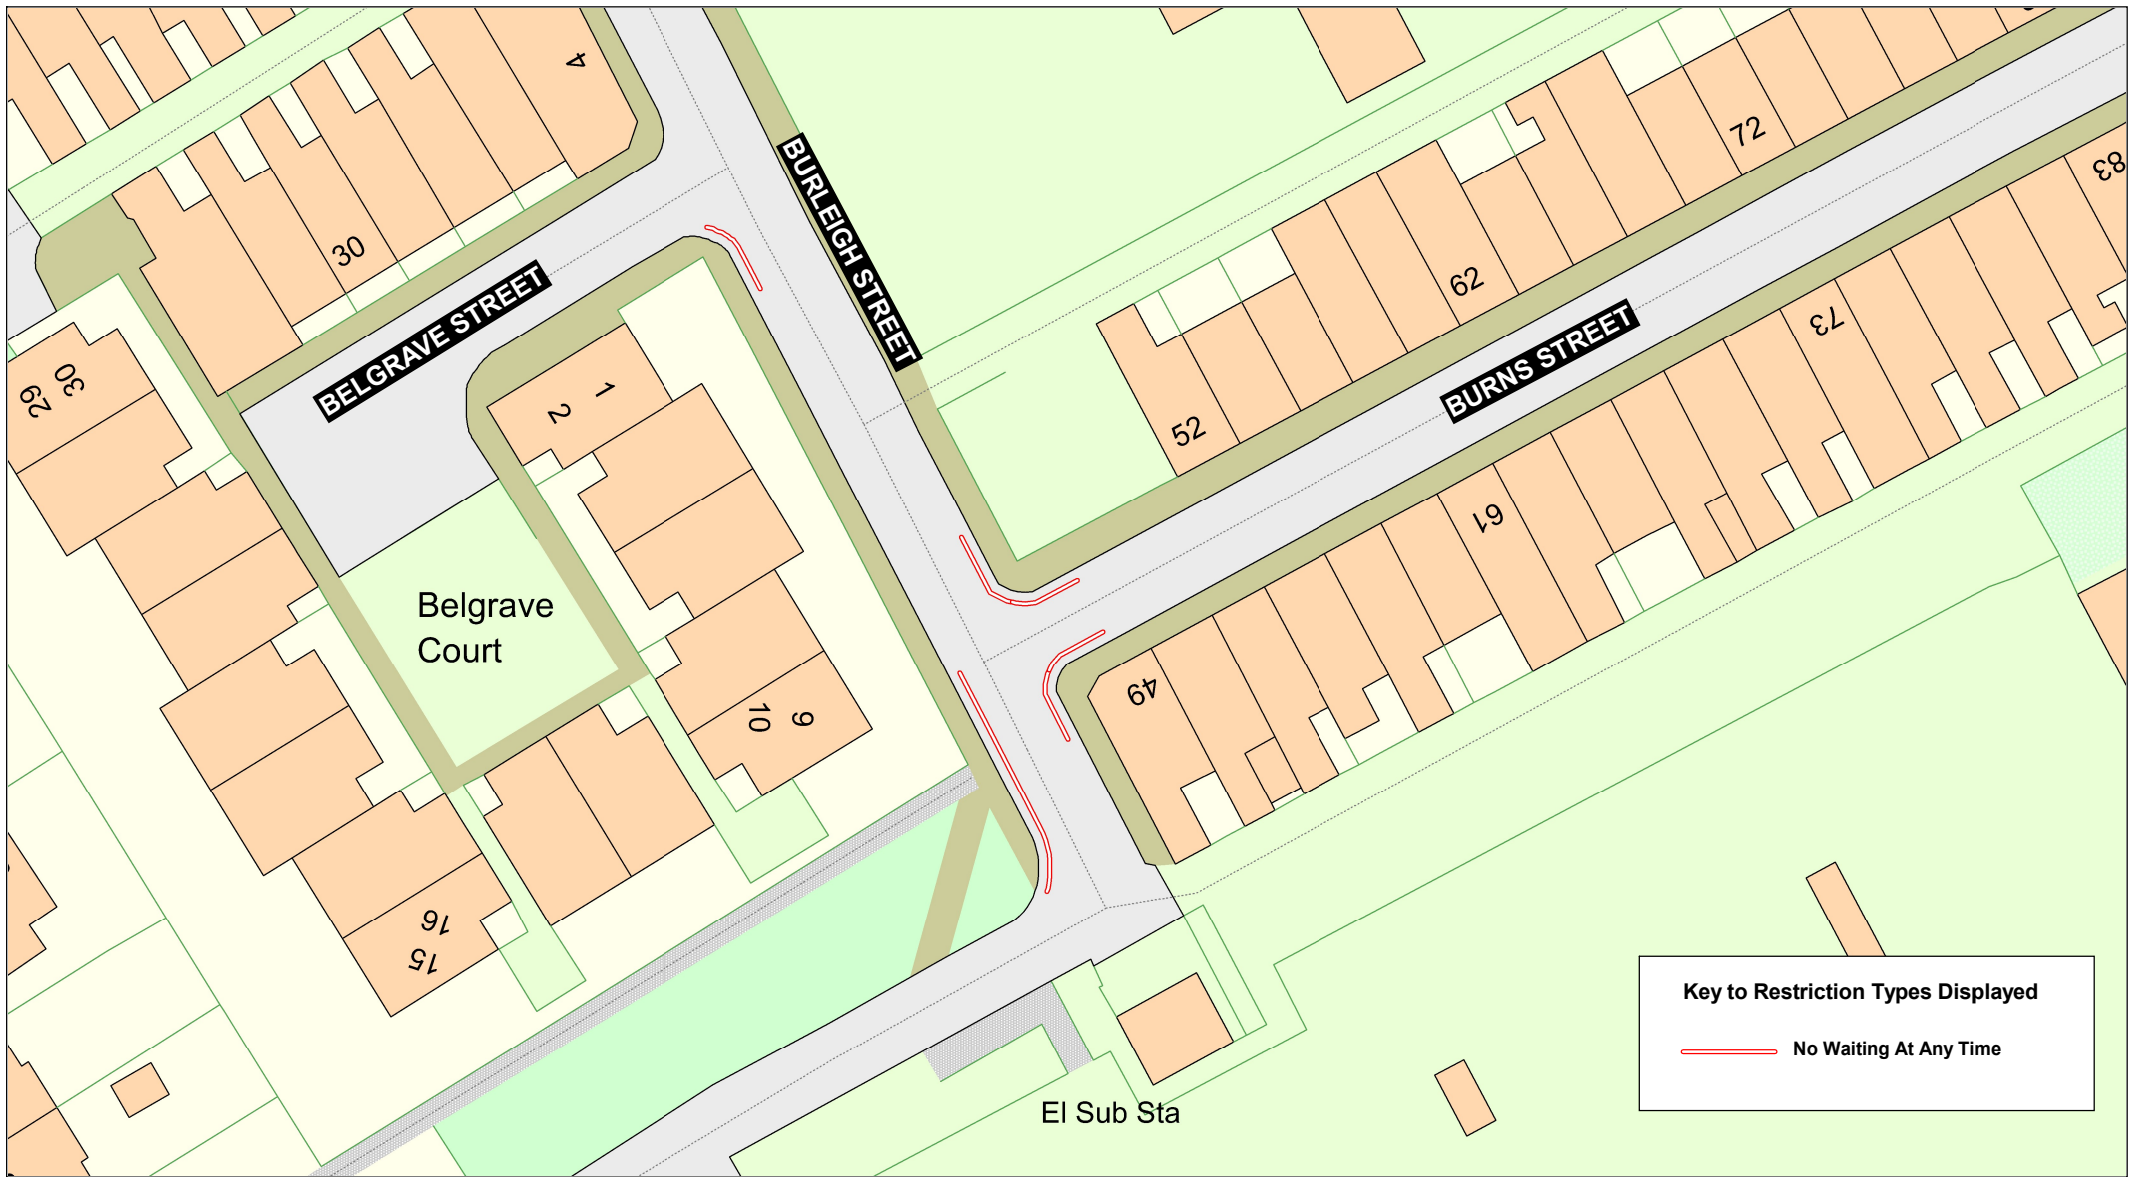 4
BURLEIGH STREET
72
83
30
BELGRAVE STREET
62
BURNS STREET
73
30
29
1
2
52
61
Belgrave
Court
49
9
10
16
15
Key to Restriction Types Displayed
No Waiting At Any Time
El Sub Sta